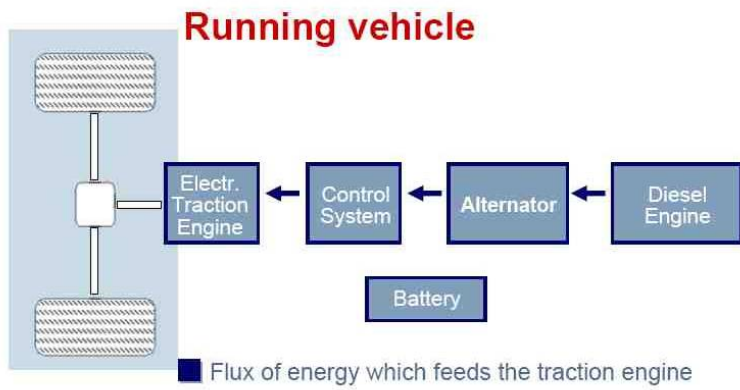 Running vehicle
Electr.
Traction
Engine
Control
System
Alternator
Diesel
Engine
Battery
Flux of energy which feeds the traction engine